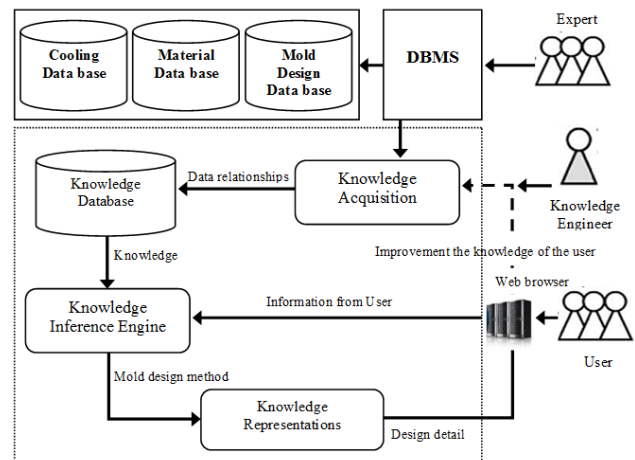 Expert
Cooling
Data base
Material
Data base
Mold
Design
Data base
DBMS
Knowledge
Database
Data relationships
Knowledge
Acquisition
Knowledge
Engineer
Knowledge
Improvement the knowledge of the user
Web browser
Knowledge
Inference Engine
Information from User
User
Mold design method
Knowledge
Representations
Design detail